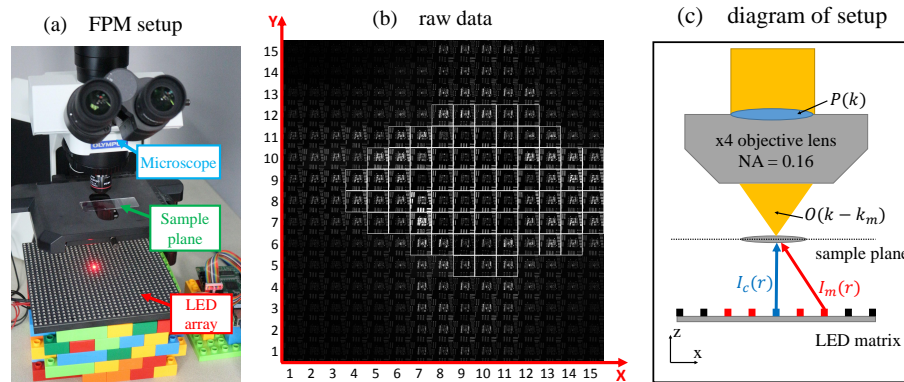 (a) FPM setup
(b) raw data
(c) diagram of setup
OLYMP
Microscope
Sample
plane
LED
array
Y
15
14
13
12
11
10
9
8
7
6
5
4
3
2
1
1 2 3 4 5 6 7 8 9 10 11 12 13 14 15
X
P(k)
x4 objective lens
NA = 0.16
O(k − kₘ)
sample plane
I_c(r)
I_m(r)
LED matrix
z
x